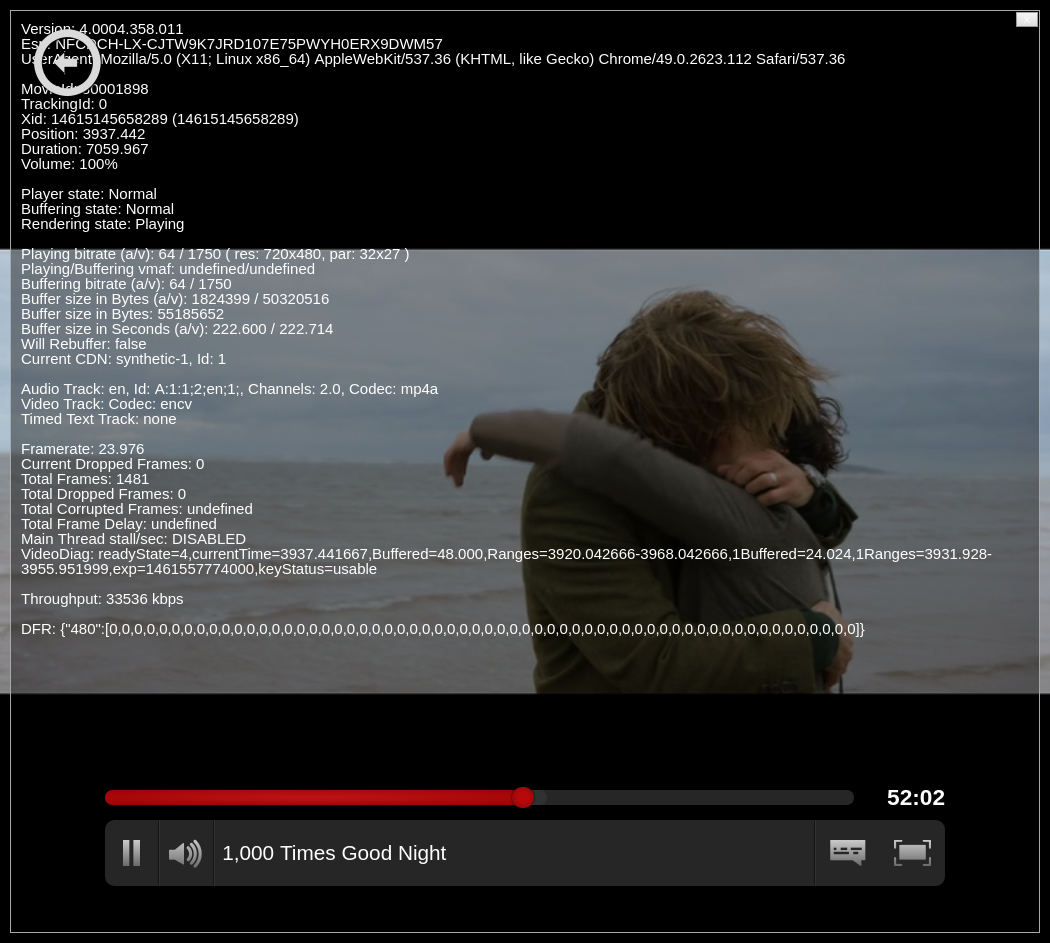 Version: 4.0004.358.011
Esn: NFCDCH-LX-CJTW9K7JRD107E75PWYH0ERX9DWM57
UserAgent: Mozilla/5.0 (X11; Linux x86_64) AppleWebKit/537.36 (KHTML, like Gecko) Chrome/49.0.2623.112 Safari/537.36
MovieId: 80001898
TrackingId: 0
Xid: 14615145658289 (14615145658289)
Position: 3937.442
Duration: 7059.967
Volume: 100%
Player state: Normal
Buffering state: Normal
Rendering state: Playing
Playing bitrate (a/v): 64 / 1750 ( res: 720x480, par: 32x27 )
Playing/Buffering vmaf: undefined/undefined
Buffering bitrate (a/v): 64 / 1750
Buffer size in Bytes (a/v): 1824399 / 50320516
Buffer size in Bytes: 55185652
Buffer size in Seconds (a/v): 222.600 / 222.714
Will Rebuffer: false
Current CDN: synthetic-1, Id: 1
Audio Track: en, Id: A:1:1;2;en;1;, Channels: 2.0, Codec: mp4a
Video Track: Codec: encv
Timed Text Track: none
Framerate: 23.976
Current Dropped Frames: 0
Total Frames: 1481
Total Dropped Frames: 0
Total Corrupted Frames: undefined
Total Frame Delay: undefined
Main Thread stall/sec: DISABLED
VideoDiag: readyState=4,currentTime=3937.441667,Buffered=48.000,Ranges=3920.042666-3968.042666,1Buffered=24.024,1Ranges=3931.928-
3955.951999,exp=1461557774000,keyStatus=usable
Throughput: 33536 kbps
DFR: {"480":[0,0,0,0,0,0,0,0,0,0,0,0,0,0,0,0,0,0,0,0,0,0,0,0,0,0,0,0,0,0,0,0,0,0,0,0,0,0,0,0,0,0,0,0,0,0,0,0,0,0,0,0,0,0,0,0,0,0,0,0]}
52:02
1,000 Times Good Night